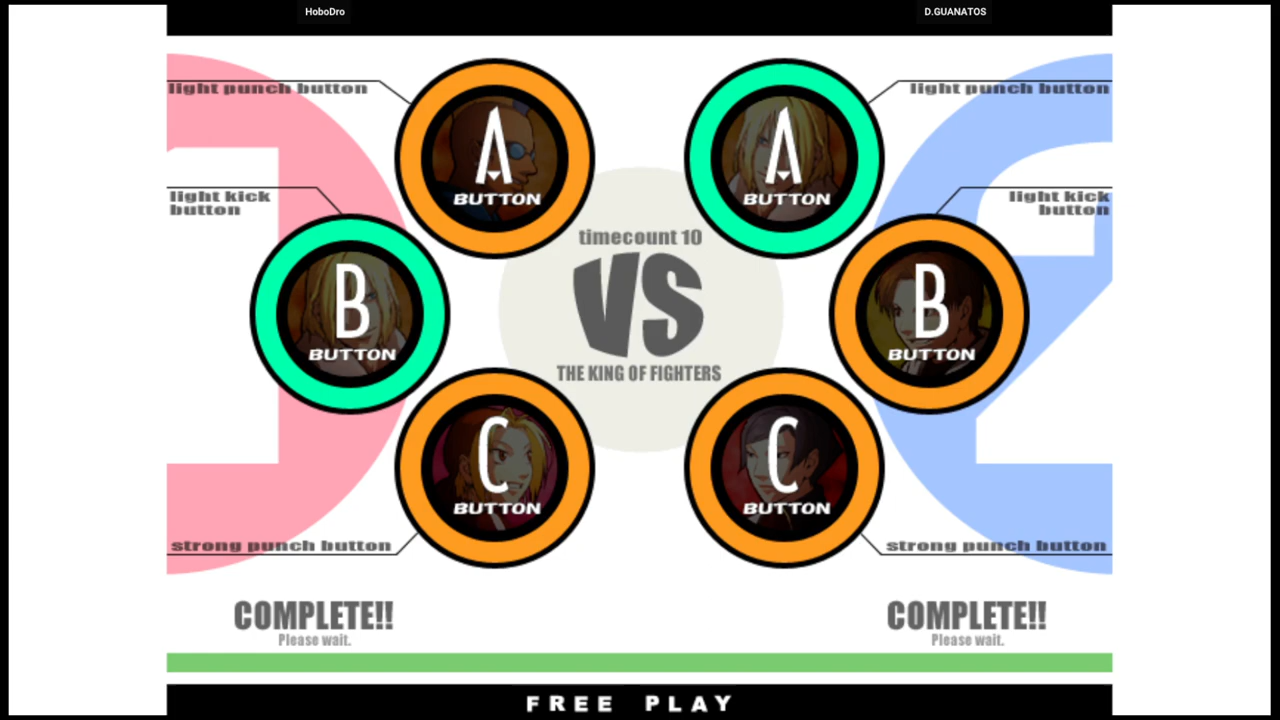 HoboDro
D.GUANATOS
light punch button
light punch button
A
BUTTON
A
BUTTON
light kick
button
light kick
button
B
BUTTON
timecount 10
VS
THE KING OF FIGHTERS
B
BUTTON
C
BUTTON
C
BUTTON
strong punch button
strong punch button
COMPLETE!!
Please wait.
COMPLETE!!
Please wait.
FREE PLAY